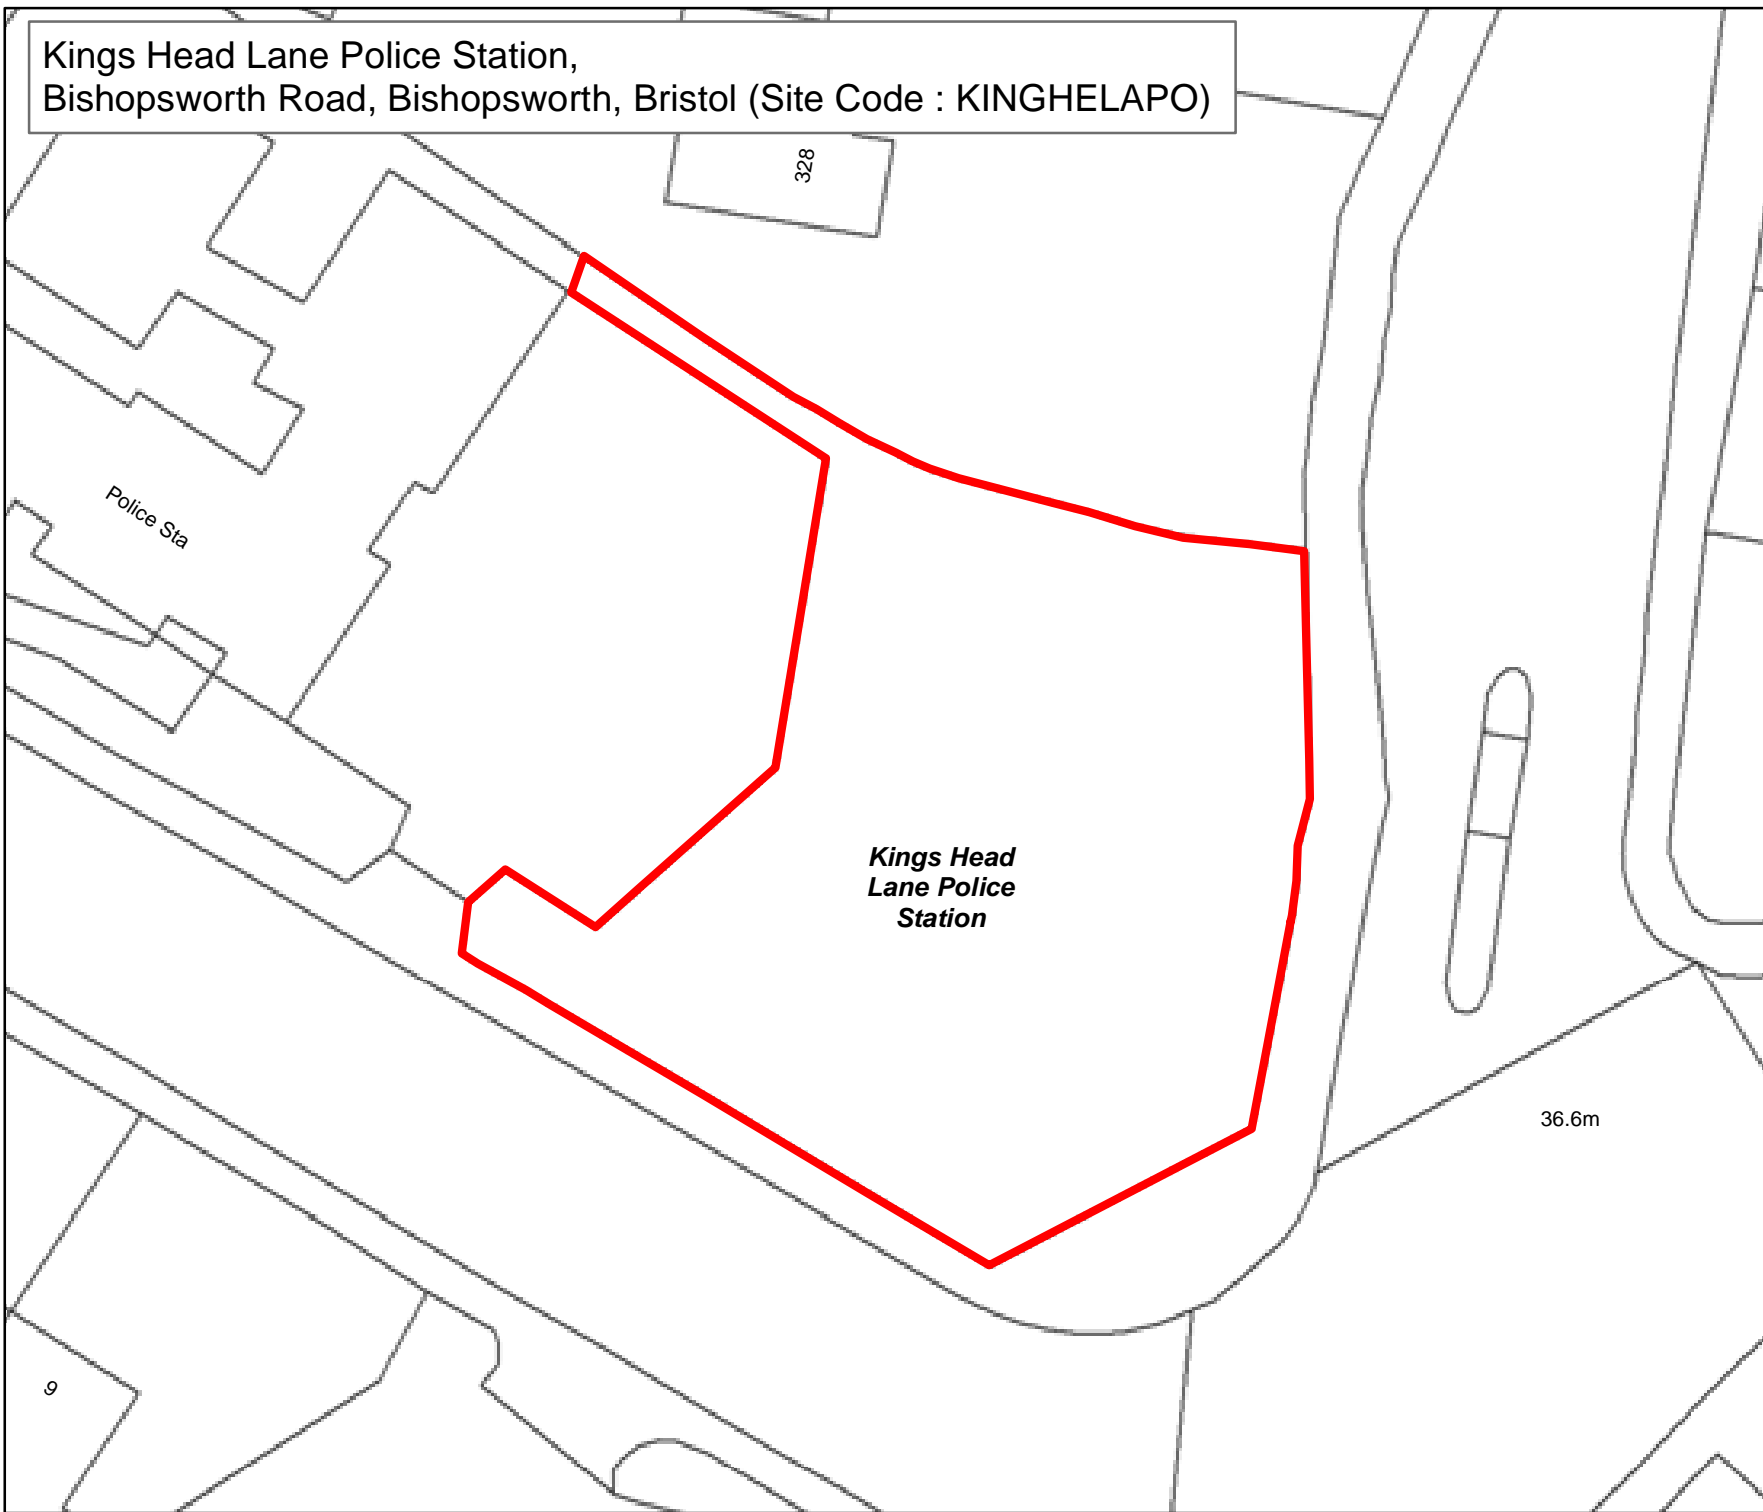 Kings Head Lane Police Station,
Bishopsworth Road, Bishopsworth, Bristol (Site Code : KINGHELAPO)
328
Police Sta
Kings Head
Lane Police
Station
36.6m
9